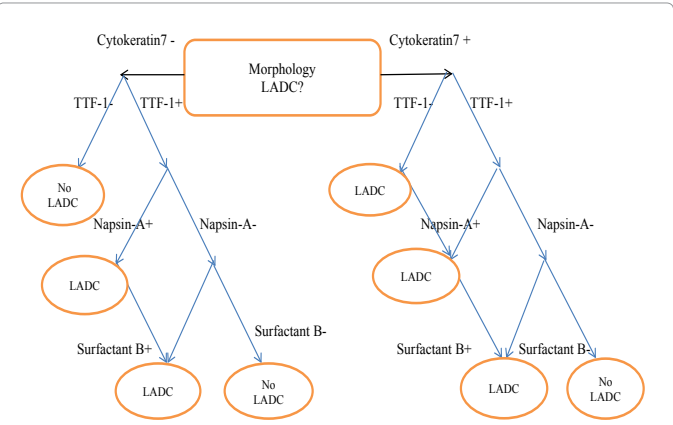 Cytokeratin7 -
Cytokeratin7 +
Morphology
LADC?
TTF-1-
TTF-1+
TTF-1-
TTF-1+
No
LADC
LADC
Napsin-A+
Napsin-A-
Napsin-A+
Napsin-A-
LADC
LADC
Surfactant B-
Surfactant B+
Surfactant B+
Surfactant B-
LADC
No
LADC
LADC
No
LADC